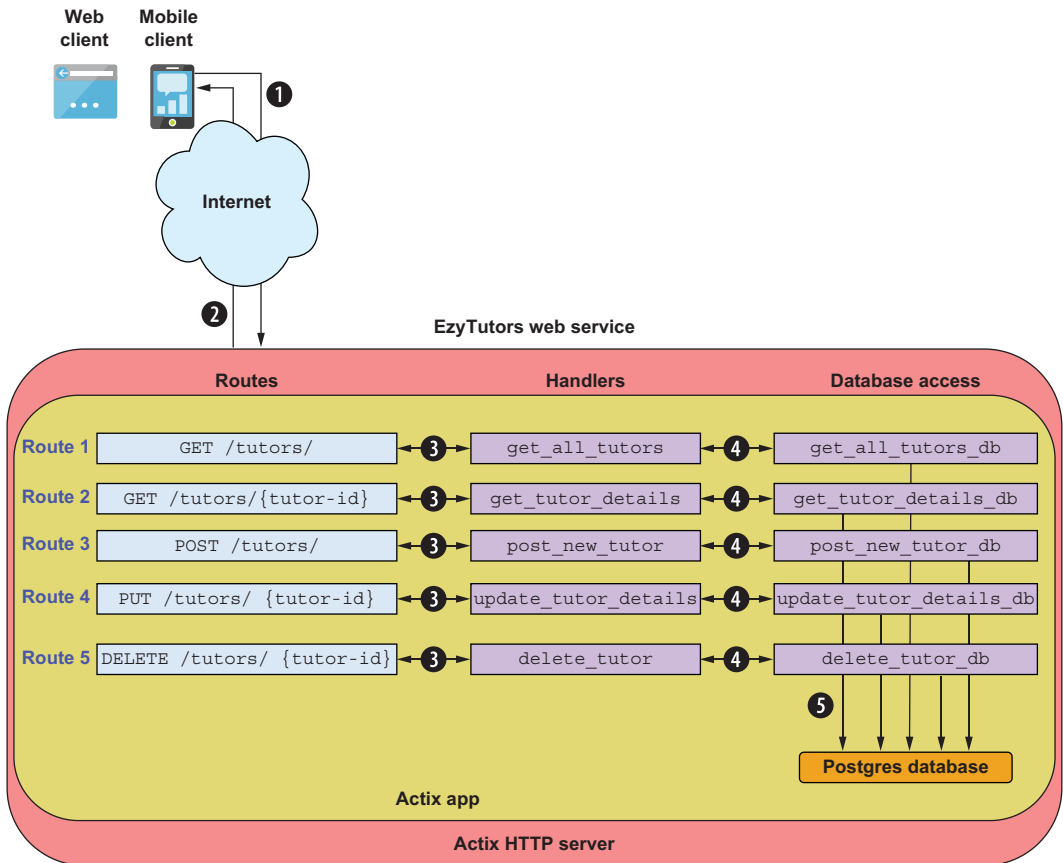 Web client
Mobile client
1
Internet
2
EzyTutors web service
Routes Handlers Database access
Route 1 GET /tutors/ 3 get_all_tutors 4 get_all_tutors_db
Route 2 GET /tutors/{tutor-id} 3 get_tutor_details 4 get_tutor_details_db
Route 3 POST /tutors/ 3 post_new_tutor 4 post_new_tutor_db
Route 4 PUT /tutors/ {tutor-id} 3 update_tutor_details 4 update_tutor_details_db
Route 5 DELETE /tutors/ {tutor-id} 3 delete_tutor 4 delete_tutor_db
5
Postgres database
Actix app
Actix HTTP server